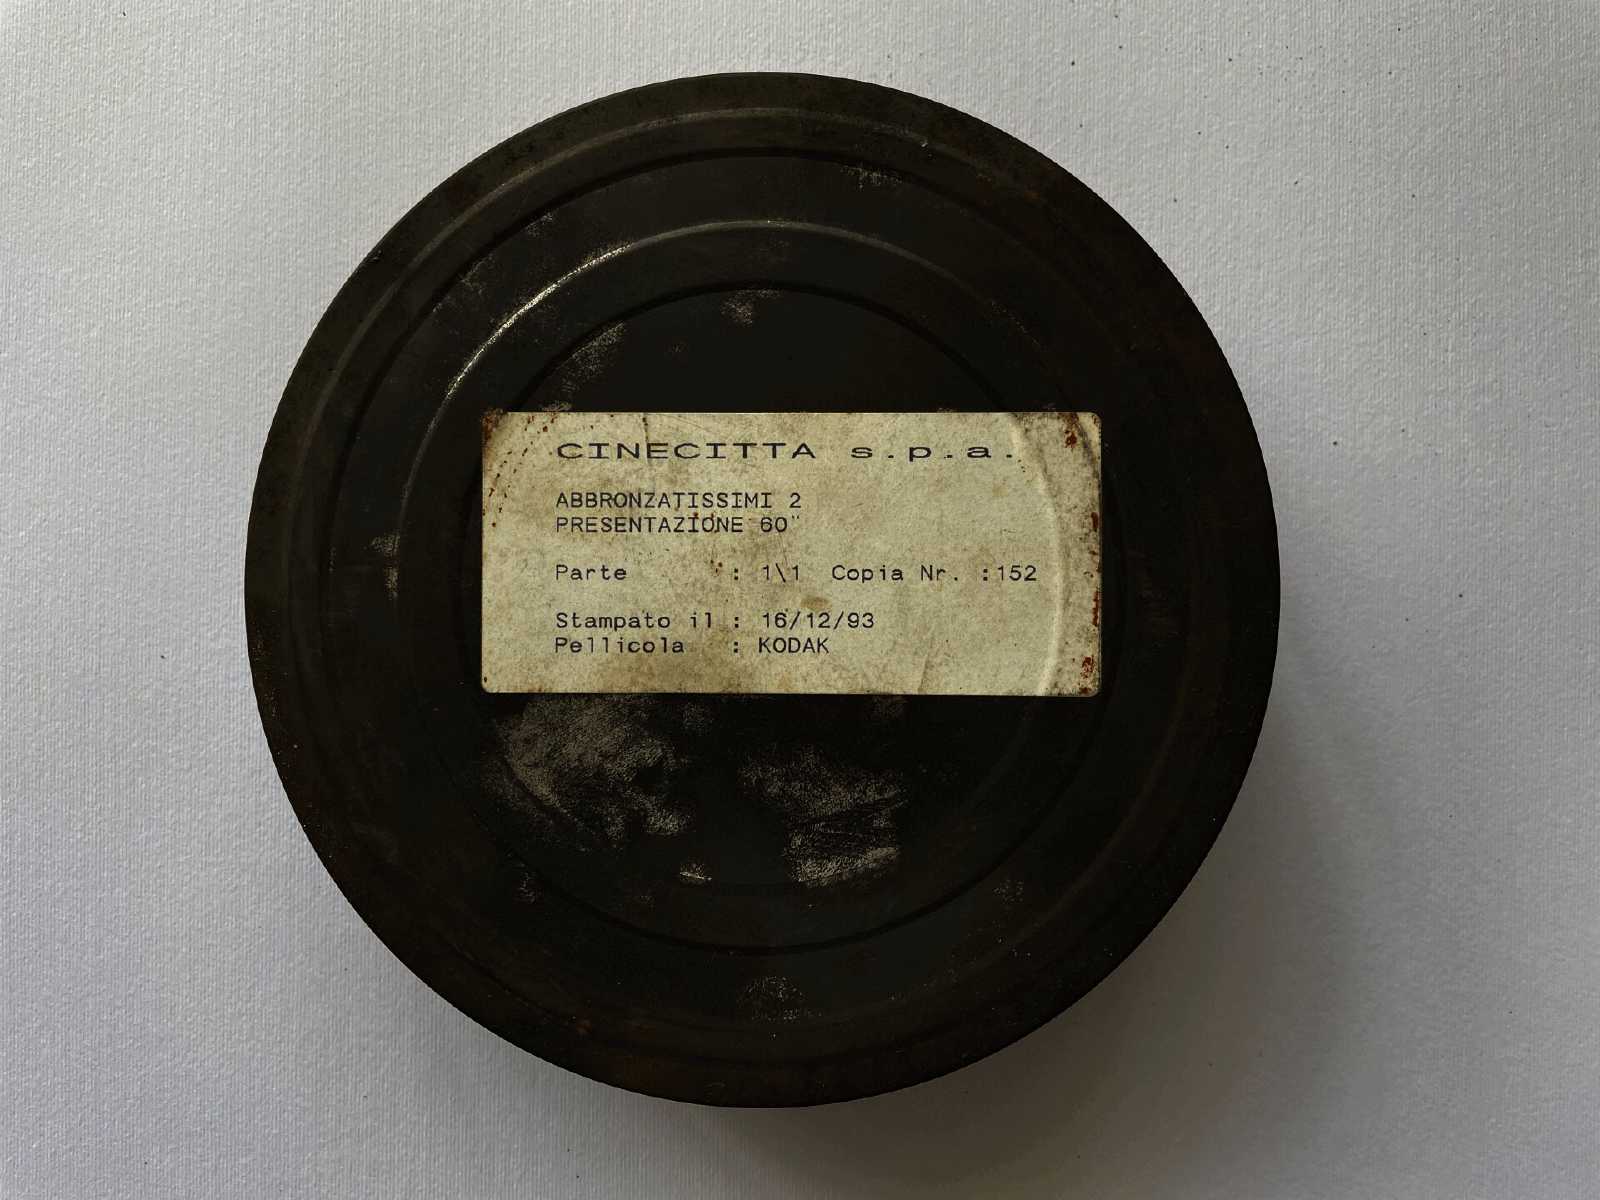 CINECITTA s.p.a.
ABBRONZATISSIMI 2
PRESENTAZIONE 60"
Parte : 1\1 Copia Nr. :152
Stampato il : 16/12/93
Pellicola : KODAK